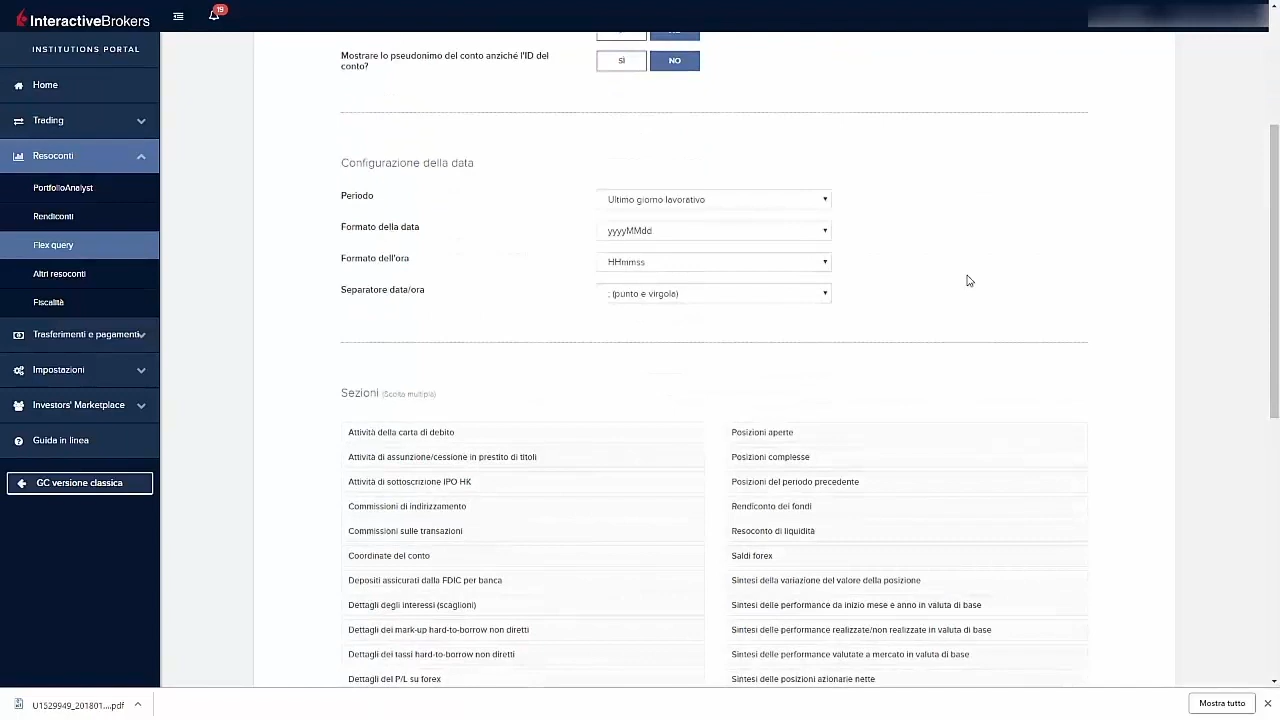 InteractiveBrokers
19
INSTITUTIONS PORTAL
Home
Trading
Resoconti
PortfolioAnalyst
Rendiconti
Flex query
Altri resoconti
Fiscalità
Trasferimenti e pagamenti
Impostazioni
Investors' Marketplace
Guida in linea
GC versione classica
Mostrare lo pseudonimo del conto anziché l'ID del
conto?
SÌ
NO
Configurazione della data
Periodo
Ultimo giorno lavorativo
Formato della data
yyyyMMdd
Formato dell'ora
HHmmss
Separatore data/ora
; (punto e virgola)
Sezioni (Scelta multipla)
Attività della carta di debito
Attività di assunzione/cessione in prestito di titoli
Attività di sottoscrizione IPO HK
Commissioni di indirizzamento
Commissioni sulle transazioni
Coordinate del conto
Depositi assicurati dalla FDIC per banca
Dettagli degli interessi (scaglioni)
Dettagli dei mark-up hard-to-borrow non diretti
Dettagli dei tassi hard-to-borrow non diretti
Dettagli del P/L su forex
Posizioni aperte
Posizioni complesse
Posizioni del periodo precedente
Rendiconto dei fondi
Resoconto di liquidità
Saldi forex
Sintesi della variazione del valore della posizione
Sintesi delle performance da inizio mese e anno in valuta di base
Sintesi delle performance realizzate/non realizzate in valuta di base
Sintesi delle performance valutate a mercato in valuta di base
Sintesi delle posizioni azionarie nette
U1529949_201801....pdf
Mostra tutto